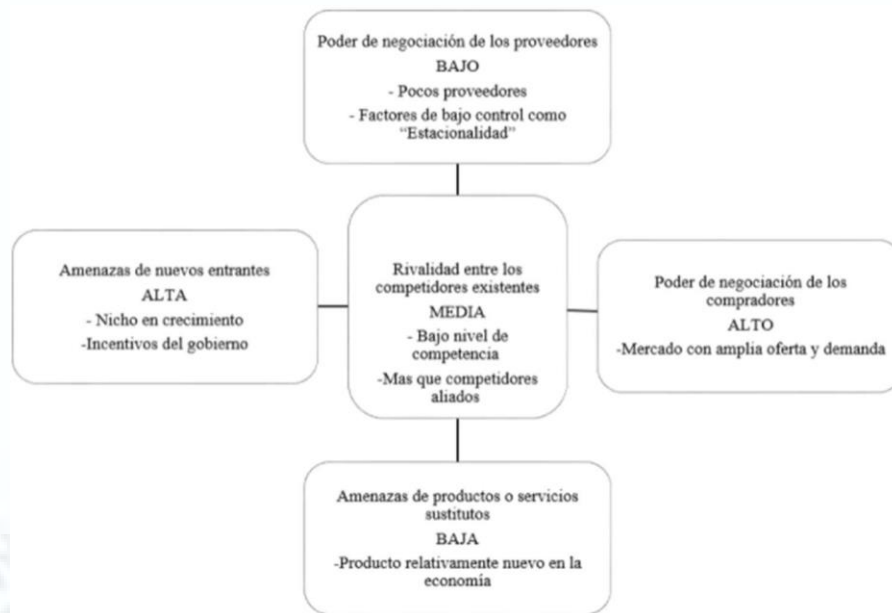 Poder de negociación de los proveedores
BAJO
- Pocos proveedores
- Factores de bajo control como
“Estacionalidad”
Amenazas de nuevos entrantes
ALTA
- Nicho en crecimiento
-Incentivos del gobierno
Rivalidad entre los
competidores existentes
MEDIA
- Bajo nivel de
competencia
-Mas que competidores
aliados
Poder de negociación de los
compradores
ALTO
-Mercado con amplia oferta y demanda
Amenazas de productos o servicios
sustitutos
BAJA
-Producto relativamente nuevo en la
economía